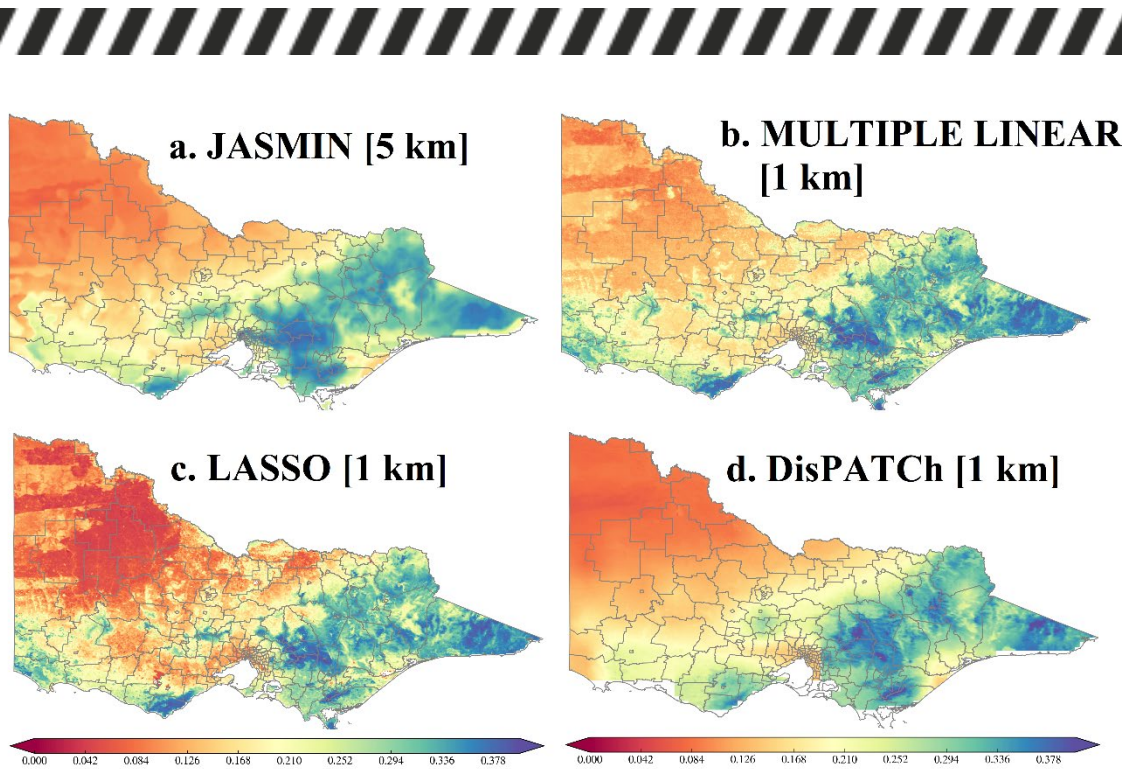 a. JASMIN [5 km]
b. MULTIPLE LINEAR
[1 km]
c. LASSO [1 km]
d. DisPATCh [1 km]
0.000 0.042 0.084 0.126 0.168 0.210 0.252 0.294 0.336 0.378
0.000 0.042 0.084 0.126 0.168 0.210 0.252 0.294 0.336 0.378